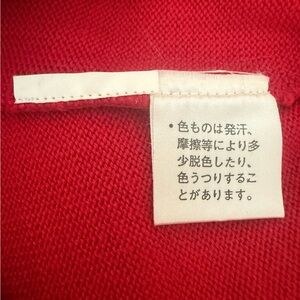 ・色ものは発汗、
摩擦等により多
少脱色したり、
色うつりするこ
とがあります。